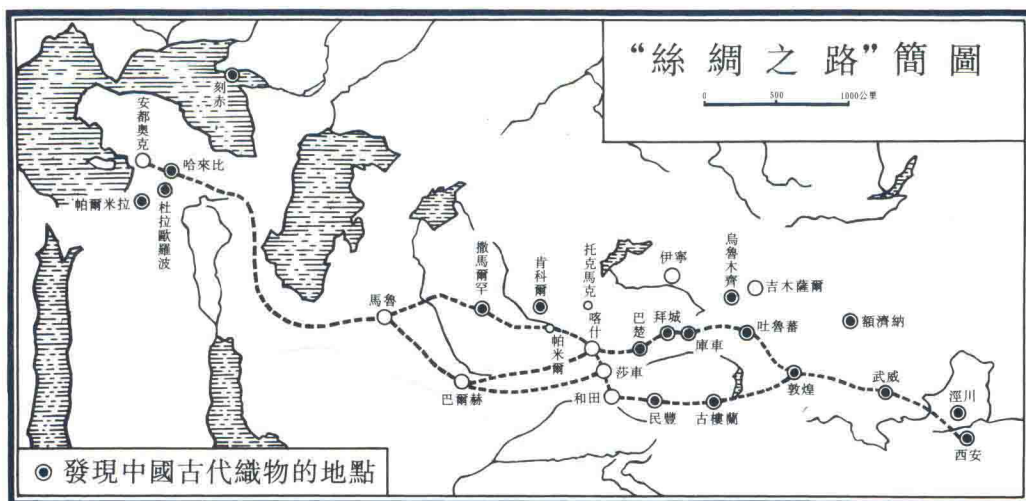 “絲綢之路”簡圖
0 500 1000公里
刻赤
安都奧克
哈來比
帕爾米拉
杜拉歐羅波
馬魯
撒馬爾罕
肯科爾
托克馬克
喀什
帕米爾
巴爾赫
莎車
和田
巴楚
拜城
庫車
伊寧
烏魯木齊
吉木薩爾
吐魯蕃
額濟納
民豐
古樓蘭
敦煌
武威
涇川
西安
發現中國古代織物的地點